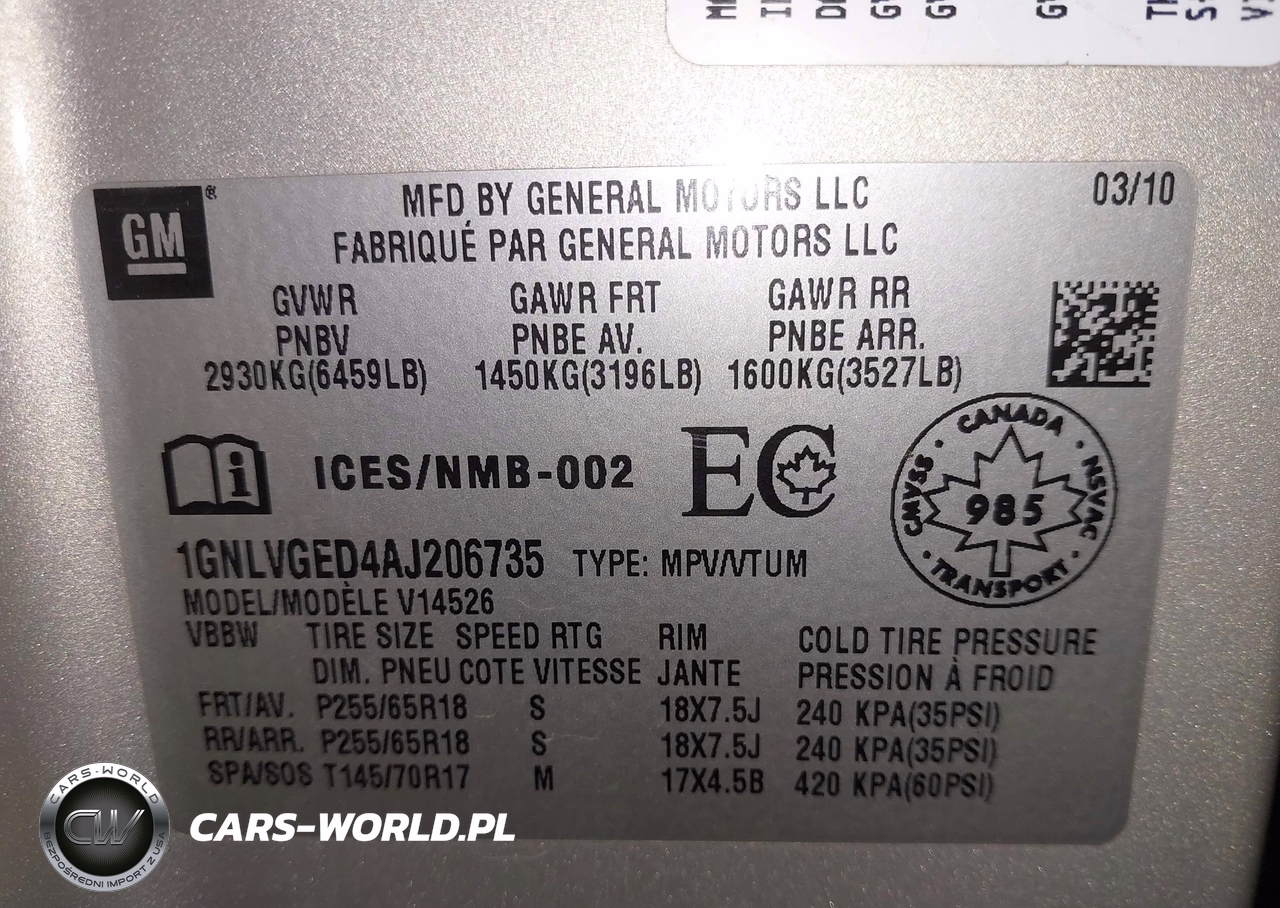 GM
®
MFD BY GENERAL MOTORS LLC
03/10
FABRIQUÉ PAR GENERAL MOTORS LLC
GVWR GAWR FRT GAWR RR
PNBV PNBE AV. PNBE ARR.
2930KG(6459LB) 1450KG(3196LB) 1600KG(3527LB)
ICES/NMB-002
EC
CANADA
CMVSS
985
NSVAC
TRANSPORT
1GNLVGED4AJ206735 TYPE: MPV/VTUM
MODEL/MODÈLE V14526
VBBW TIRE SIZE SPEED RTG RIM COLD TIRE PRESSURE
DIM. PNEU COTE VITESSE JANTE PRESSION À FROID
FRT/AV. P255/65R18 S 18X7.5J 240 KPA(35PSI)
RR/ARR. P255/65R18 S 18X7.5J 240 KPA(35PSI)
SPA/SOS T145/70R17 M 17X4.5B 420 KPA(60PSI)
CARS-WORLD
CW
BEZPOŚREDNI IMPORT Z USA
CARS-WORLD.PL